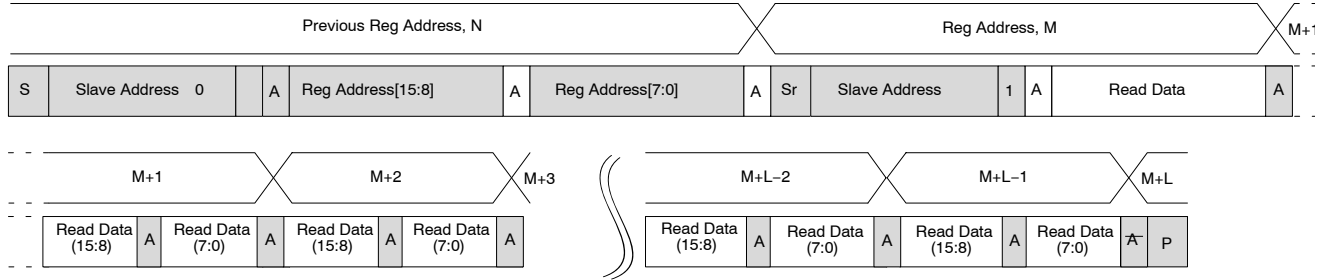 Previous Reg Address, N Reg Address, M M+1
S Slave Address 0 A Reg Address[15:8] A Reg Address[7:0] A Sr Slave Address 1 A Read Data A
M+1 M+2 M+3 M+L−2 M+L−1 M+L
Read Data (15:8) A Read Data (7:0) A Read Data (15:8) A Read Data (7:0) A Read Data (15:8) A Read Data (7:0) A Read Data (15:8) A Read Data (7:0) A P